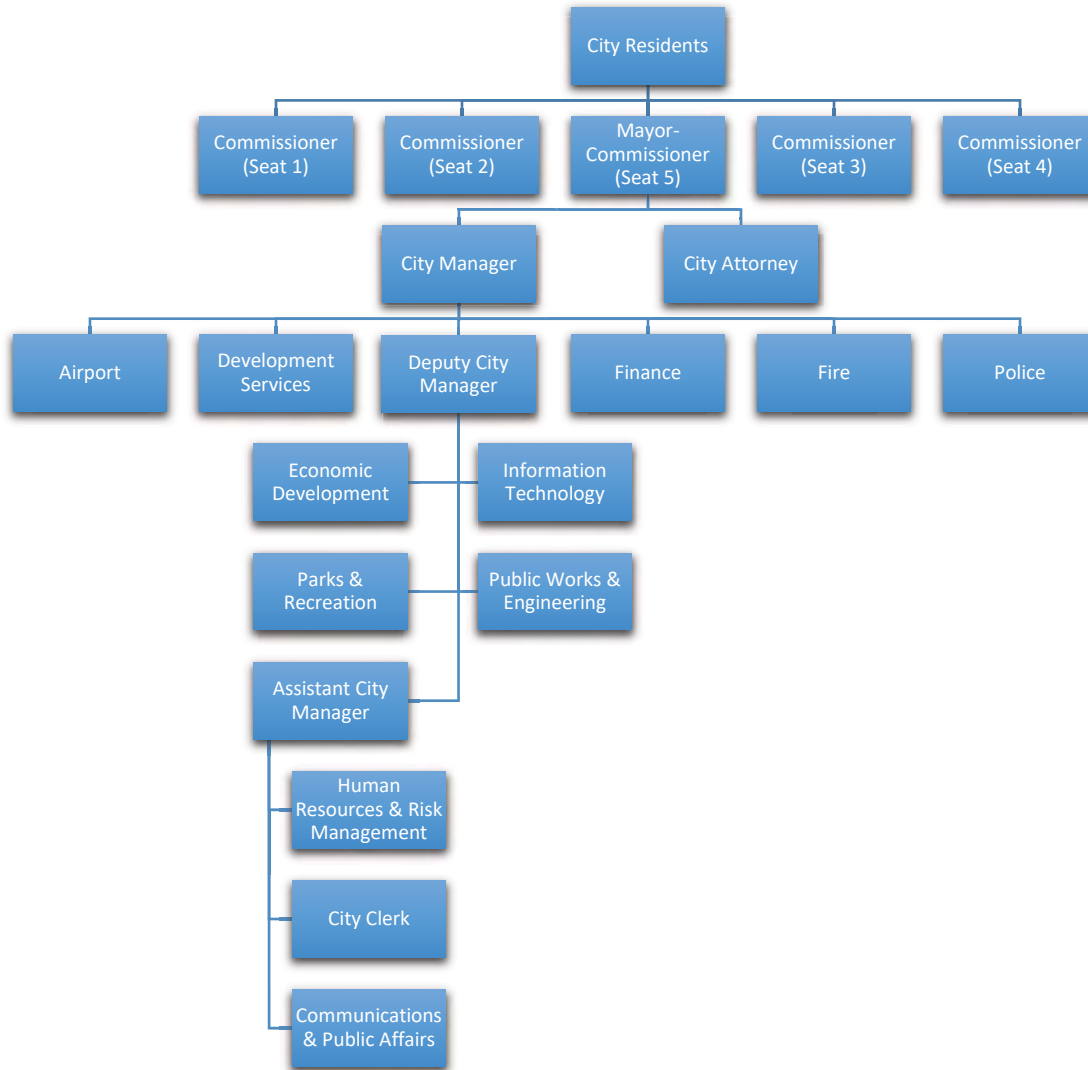 City Residents
Commissioner
(Seat 1)
Commissioner
(Seat 2)
Mayor-
Commissioner
(Seat 5)
Commissioner
(Seat 3)
Commissioner
(Seat 4)
City Manager
City Attorney
Airport
Development
Services
Deputy City
Manager
Finance
Fire
Police
Economic
Development
Information
Technology
Parks &
Recreation
Public Works &
Engineering
Assistant City
Manager
Human
Resources & Risk
Management
City Clerk
Communications
& Public Affairs